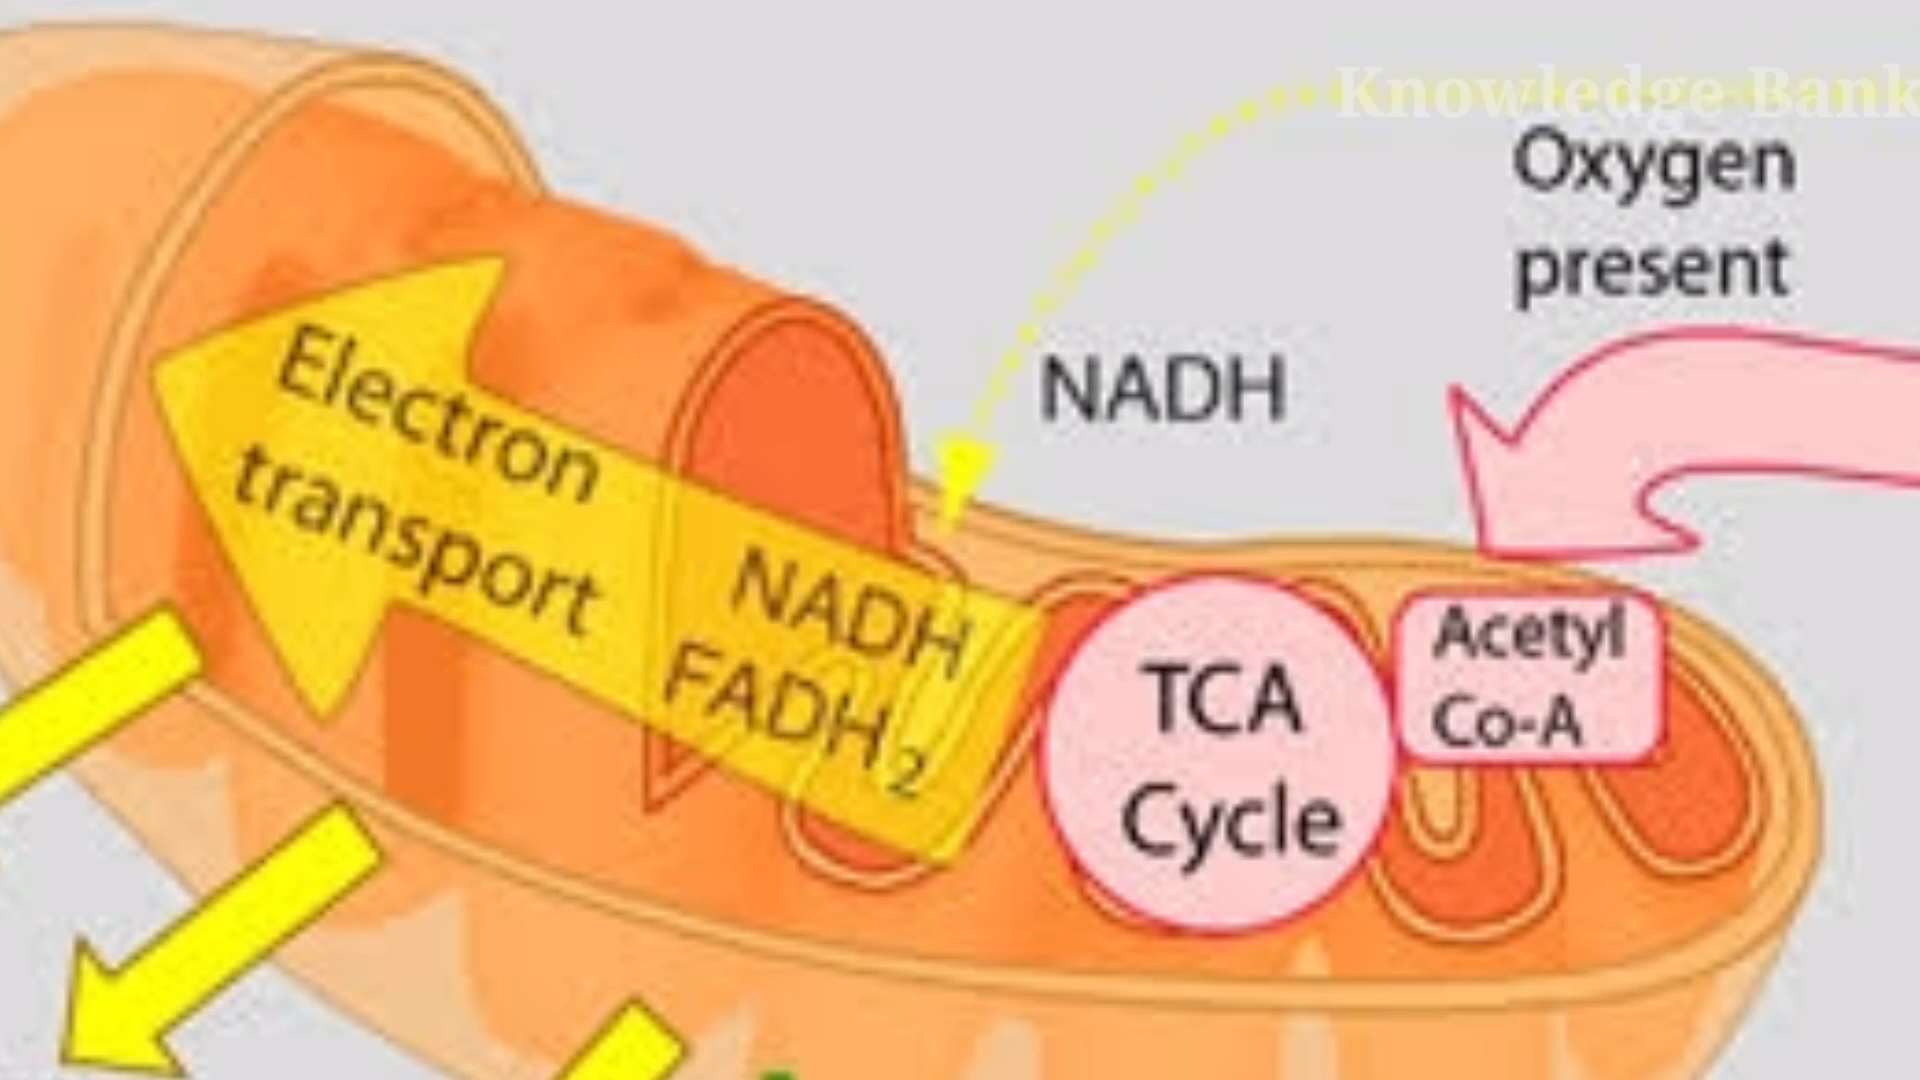 Knowledge Bank
Oxygen
present
NADH
Electron
transport
NADH
FADH2
TCA
Cycle
Acetyl
Co-A